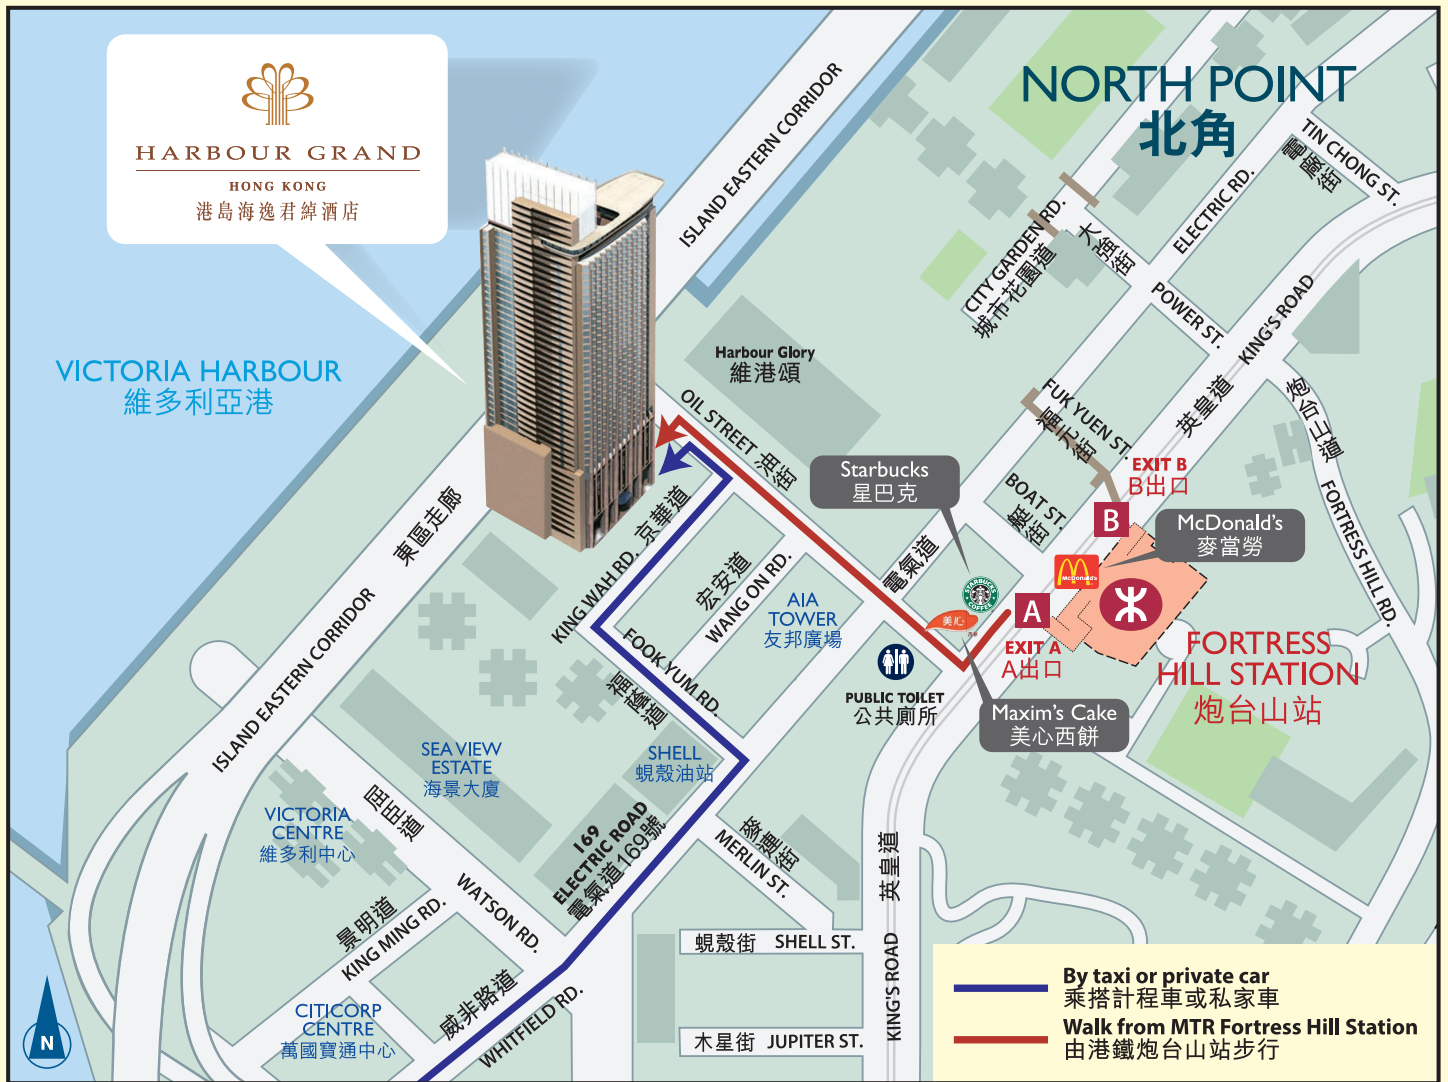 HARBOUR GRAND
HONG KONG
港島海逸君綽酒店
NORTH POINT
北角
TIN CHONG ST.
電廠街
ISLAND EASTERN CORRIDOR
ELECTRIC RD.
CITY GARDEN RD.
城市花園道
大強街
POWER ST.
KING'S ROAD
英皇道
VICTORIA HARBOUR
維多利亞港
Harbour Glory
維港頌
OIL STREET 油街
FUK YUEN ST.
福元街
炮台山道
FORTRESS HILL RD.
Starbucks
星巴克
BOAT ST.
艇街
EXIT B
B出口
B
McDonald's
麥當勞
McDonald's
STARBUCKS
COFFEE
美心
A
EXIT A
A出口
FORTRESS
HILL STATION
炮台山站
東區走廊
KING WAH RD. 京華道
宏安道
WANG ON RD.
電氣道
AIA
TOWER
友邦廣場
PUBLIC TOILET
公共廁所
Maxim's Cake
美心西餅
ISLAND EASTERN CORRIDOR
FOOK YUM RD.
福蔭道
SEA VIEW
ESTATE
海景大廈
SHELL
蜆殼油站
VICTORIA
CENTRE
維多利中心
屈臣道
WATSON RD.
169
ELECTRIC ROAD
電氣道169號
麥連街
MERLIN ST.
英皇道
KING'S ROAD
景明道
KING MING RD.
蜆殼街 SHELL ST.
CITICORP
CENTRE
萬國寶通中心
威非路道
WHITFIELD RD.
木星街 JUPITER ST.
N
By taxi or private car
乘搭計程車或私家車
Walk from MTR Fortress Hill Station
由港鐵炮台山站步行